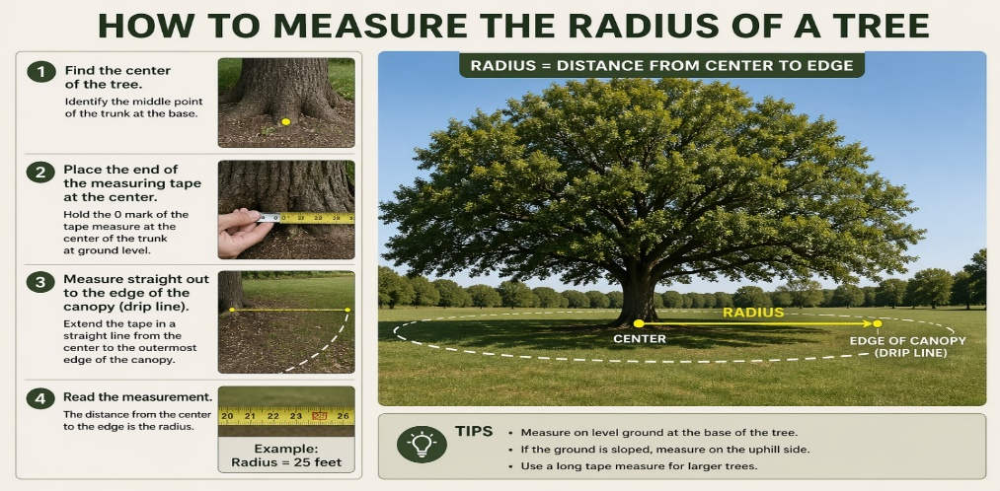 HOW TO MEASURE THE RADIUS OF A TREE
1
Find the center
of the tree.
Identify the middle point
of the trunk at the base.
2
Place the end of
the measuring tape
at the center.
Hold the 0 mark of the
tape measure at the
center of the trunk
at ground level.
3
Measure straight out
to the edge of the
canopy (drip line).
Extend the tape in a
straight line from the
center to the outermost
edge of the canopy.
4
Read the measurement.
The distance from the center
to the edge is the radius.
20 21 22 23 26
Example:
Radius = 25 feet
RADIUS = DISTANCE FROM CENTER TO EDGE
RADIUS
CENTER
EDGE OF CANOPY
(DRIP LINE)
TIPS
• Measure on level ground at the base of the tree.
• If the ground is sloped, measure on the uphill side.
• Use a long tape measure for larger trees.